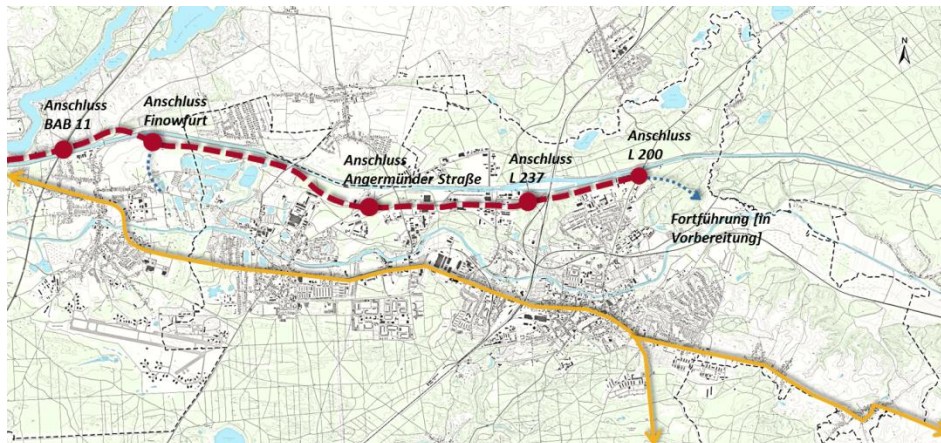 N
Anschluss
BAB 11
Anschluss
Finowfurt
Anschluss
Angermünder Straße
Anschluss
L 237
Anschluss
L 200
Fortführung [in
Vorbereitung]